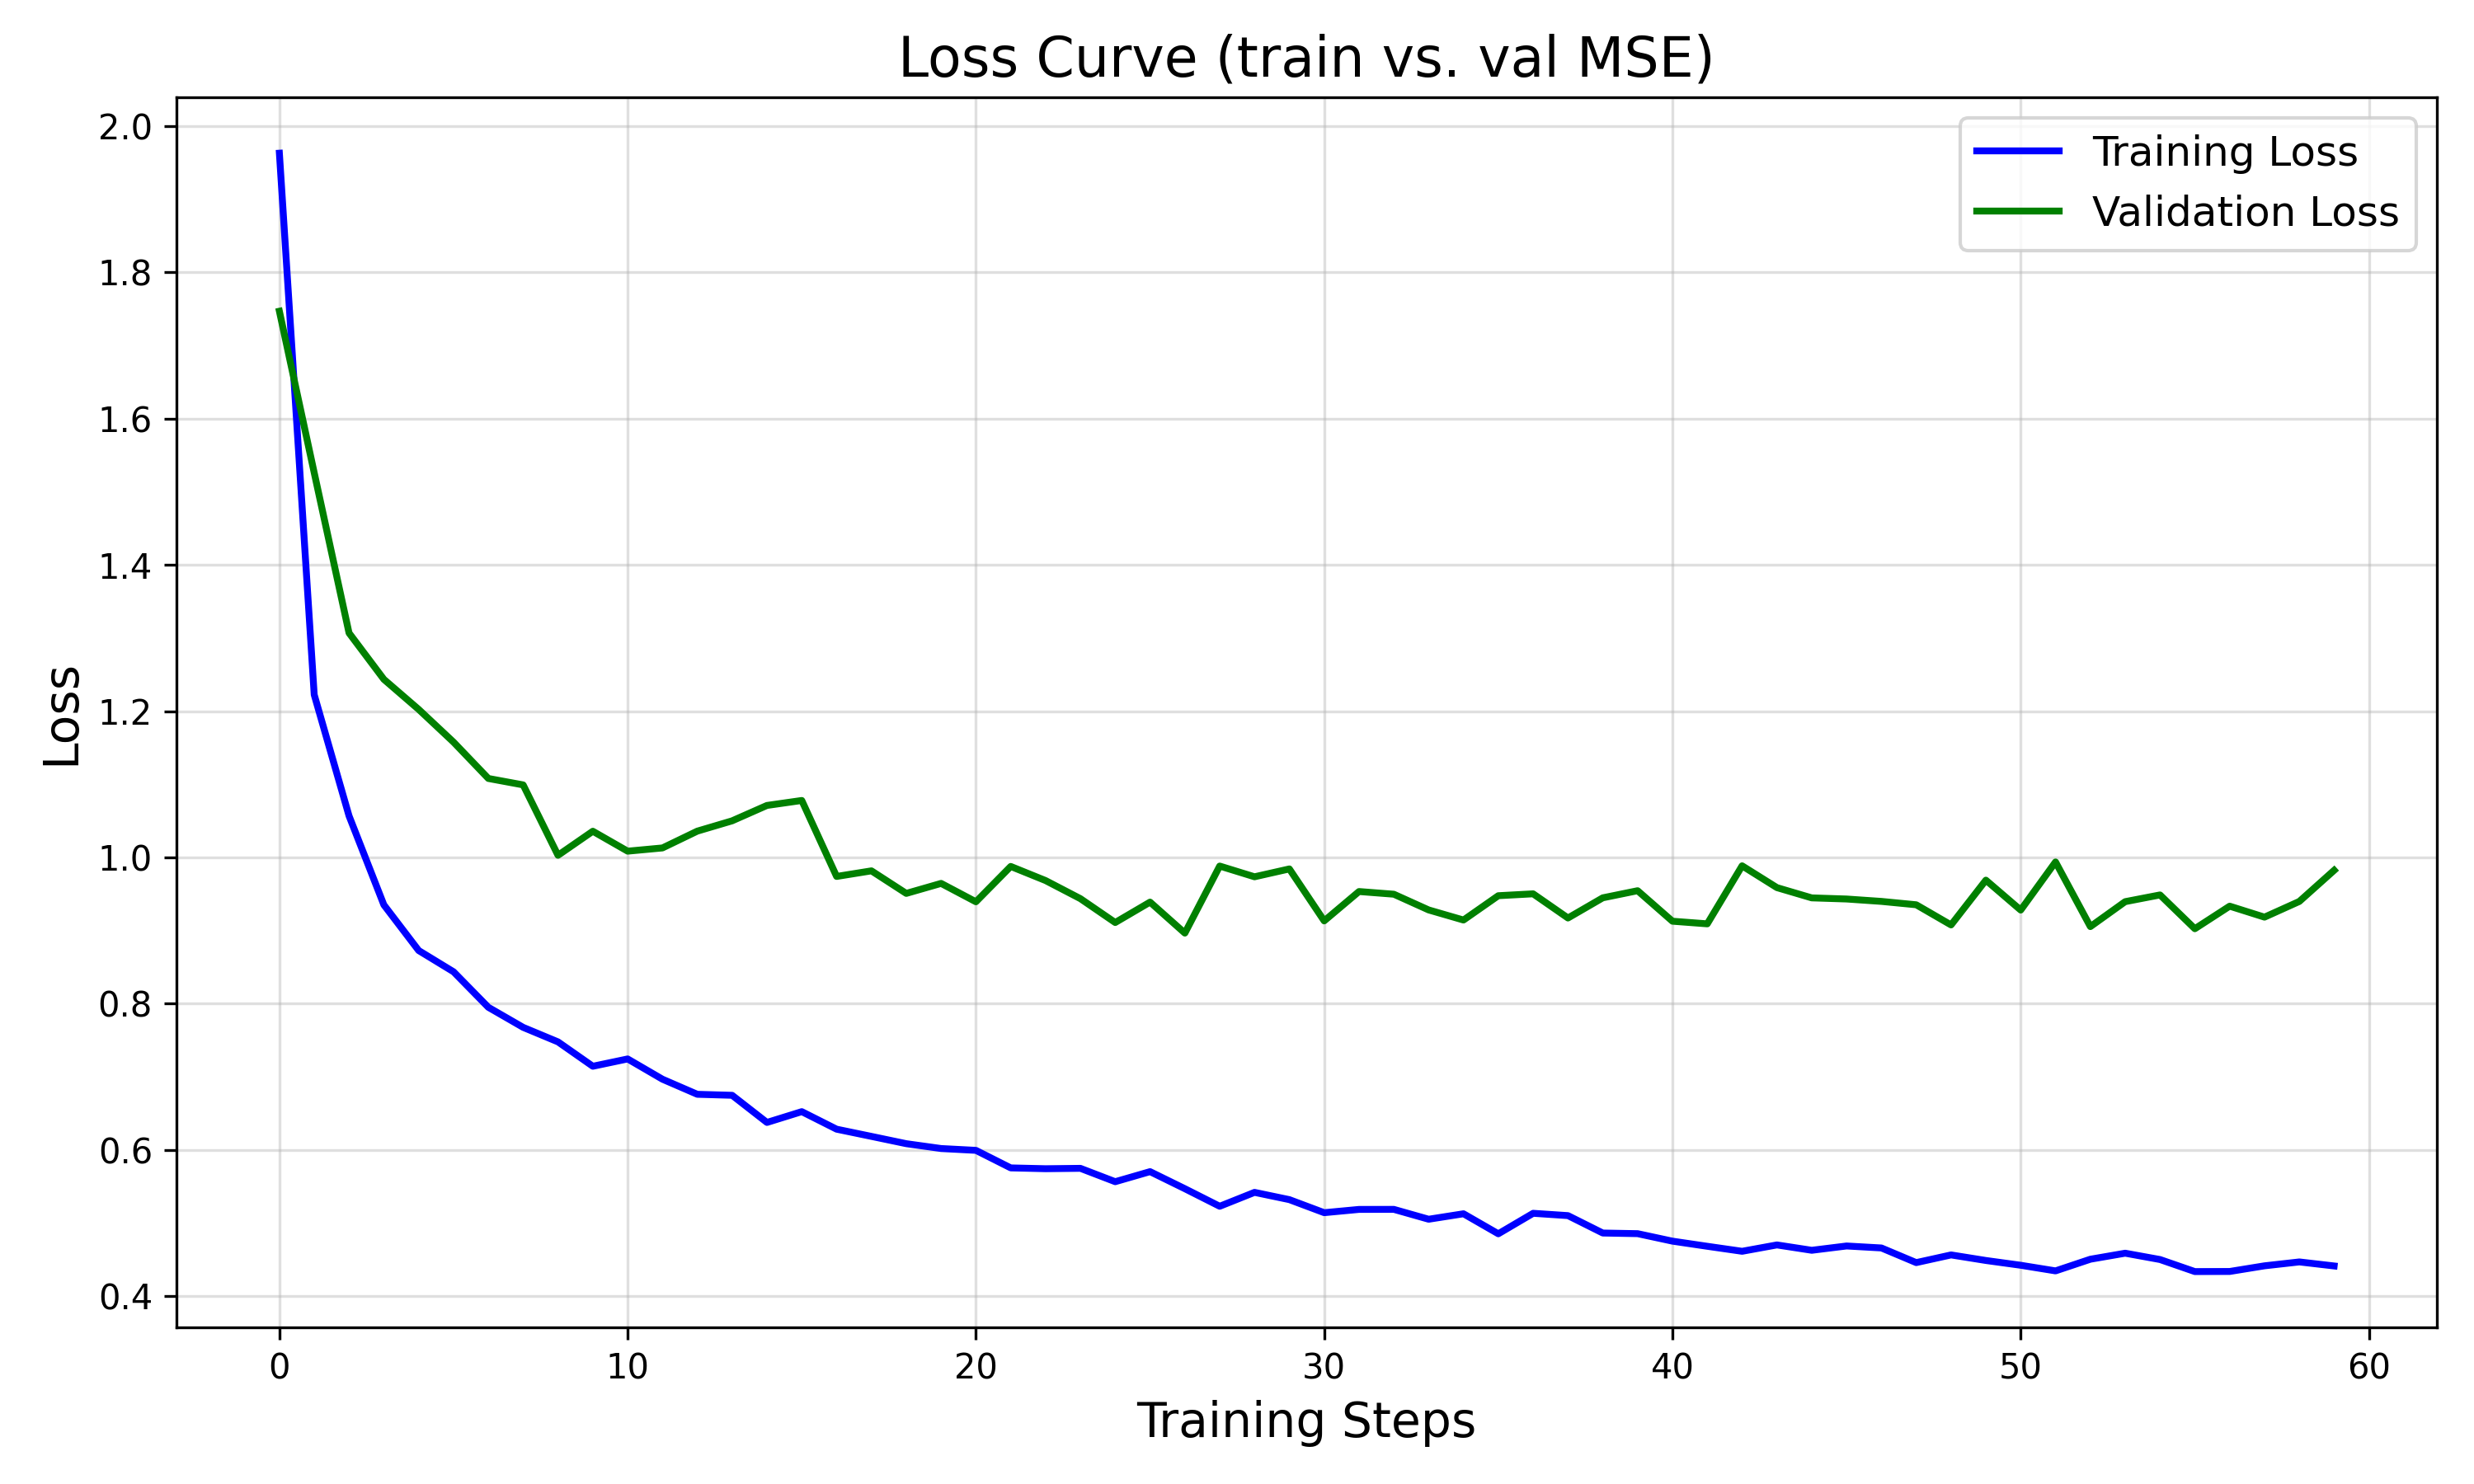 Loss Curve (train vs. val MSE)
Training Loss
Validation Loss
2.0
1.8
1.6
1.4
1.2
1.0
0.8
0.6
0.4
Loss
0 10 20 30 40 50 60
Training Steps